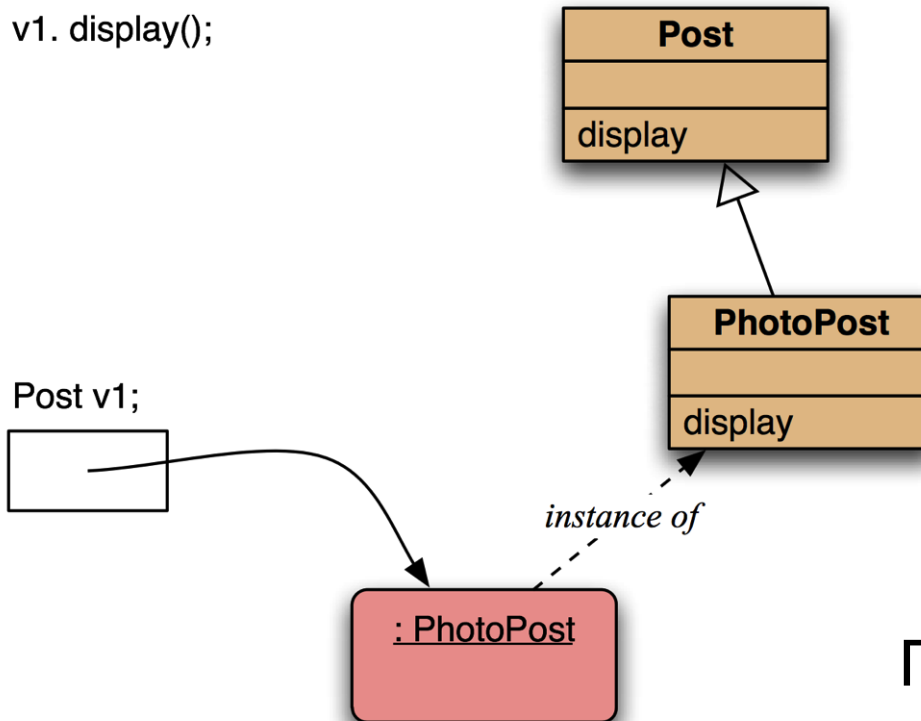 v1. display();
Post
display
PhotoPost
display
Post v1;
instance of
: PhotoPost